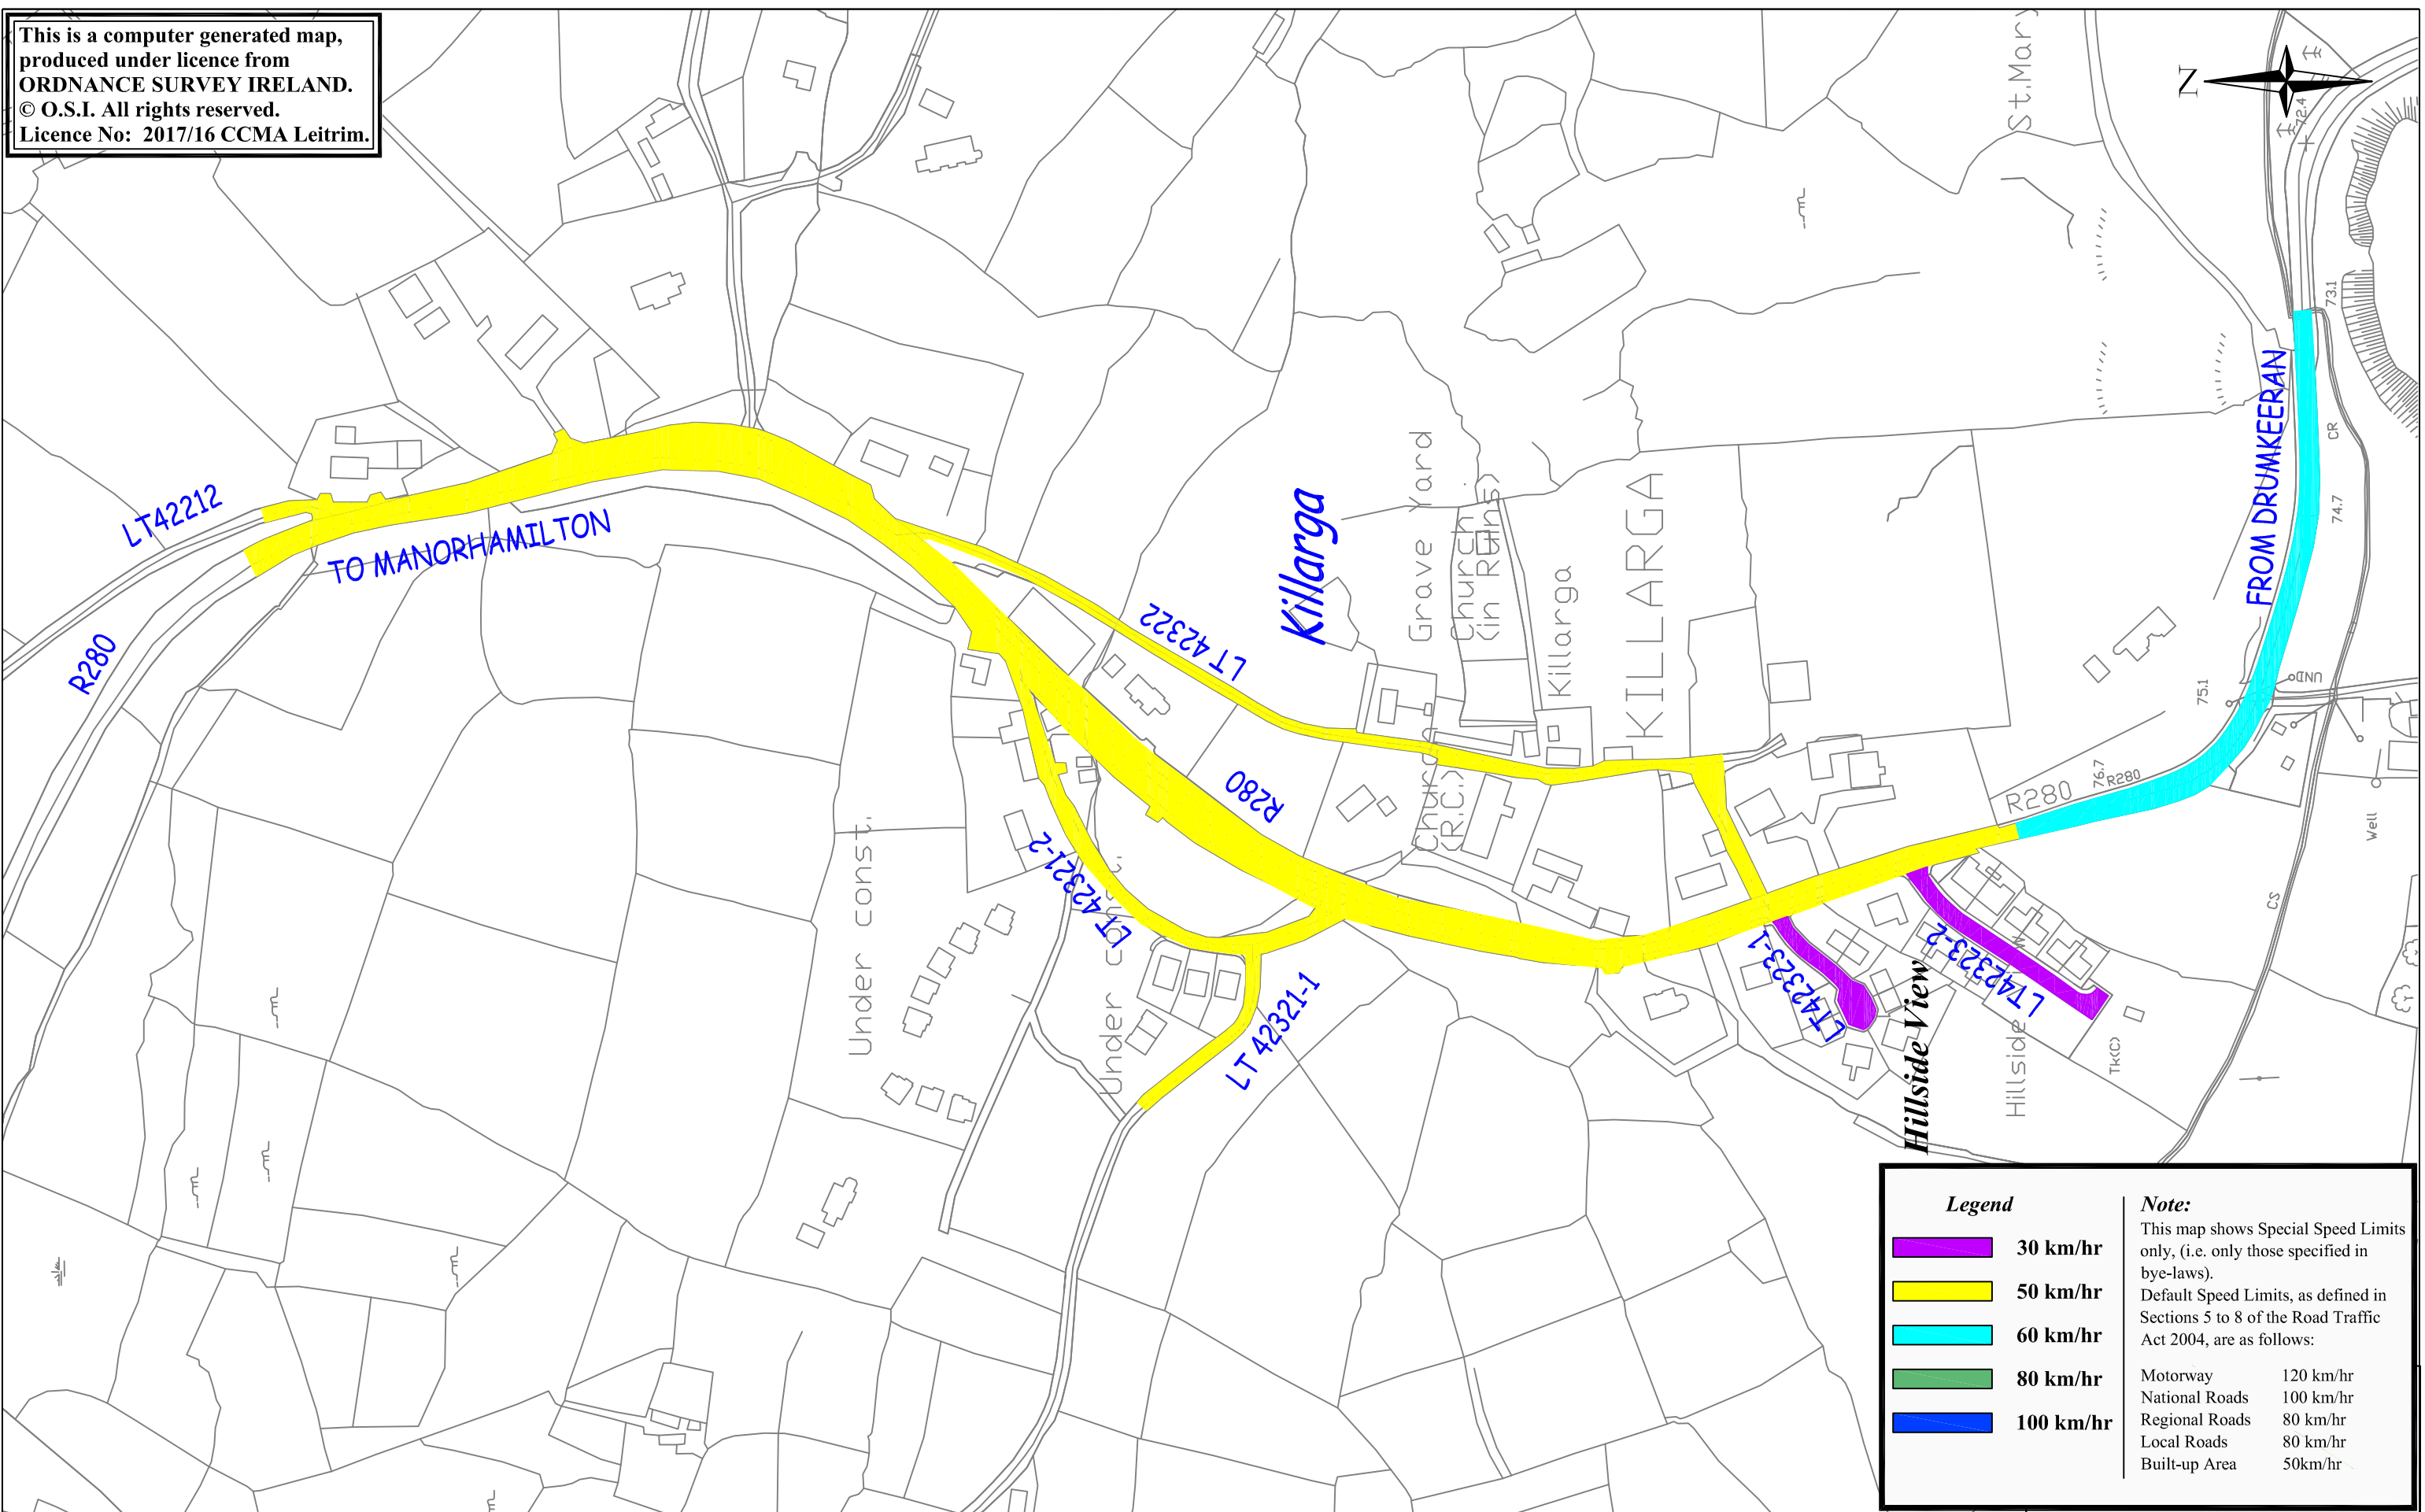 This is a computer generated map,
produced under licence from
ORDNANCE SURVEY IRELAND.
© O.S.I. All rights reserved.
Licence No:  2017/16 CCMA Leitrim.
St.Mary
N
72.4
73.1
FROM DRUMKEERAN
CR
74.7
LT42212
TO MANORHAMILTON
R280
Killarga
Grave Yard
Church
(in Ruins)
Killarga
KILLARGA
LT 42322
R280
Church
(R.C.)
UND
75.1
76.7
R280
R280
Well
CS
Under const.
Under const.
LT 42321-2
LT 42321-1
LT42323-1
LT42323-2
Hillside View
Hillside
Tk(C)
Legend
30 km/hr
50 km/hr
60 km/hr
80 km/hr
100 km/hr
Note:
This map shows Special Speed Limits
only, (i.e. only those specified in
bye-laws).
Default Speed Limits, as defined in
Sections 5 to 8 of the Road Traffic
Act 2004, are as follows:
Motorway 120 km/hr
National Roads 100 km/hr
Regional Roads 80 km/hr
Local Roads 80 km/hr
Built-up Area 50km/hr